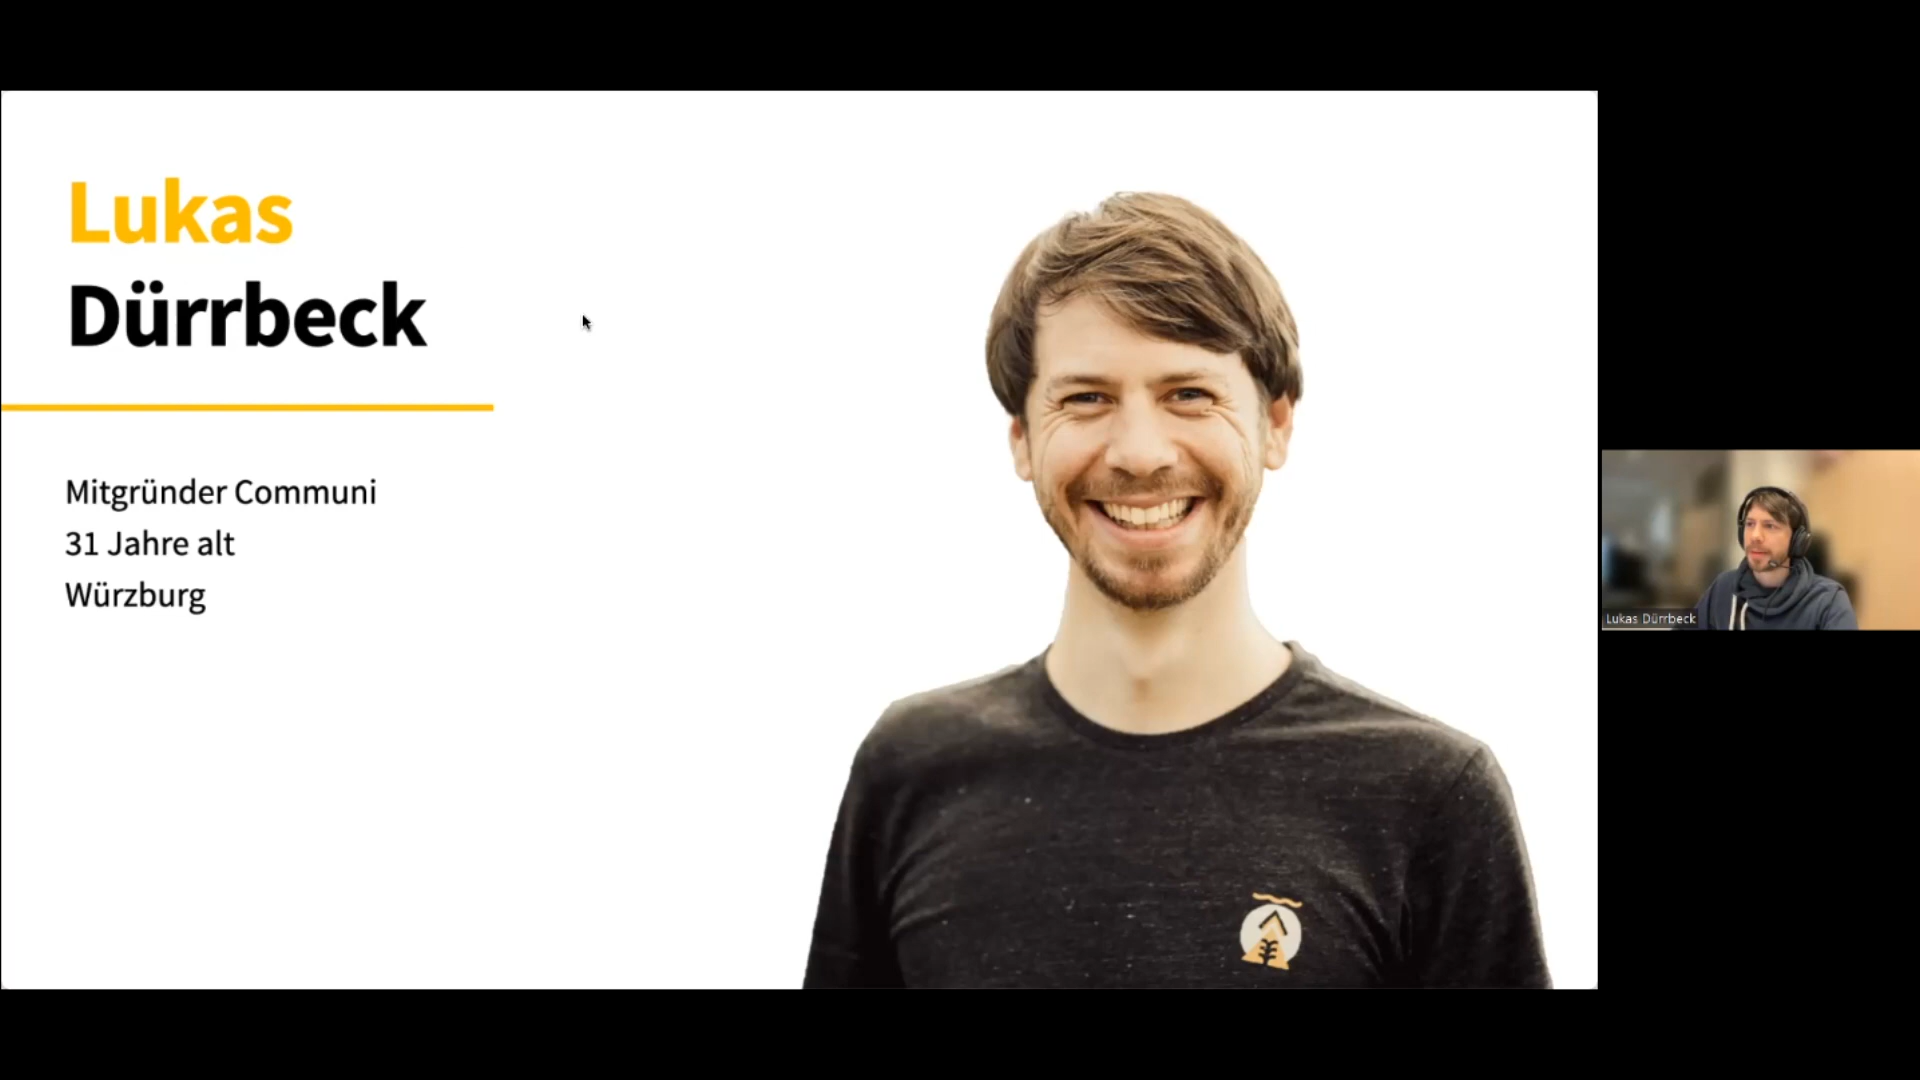 Lukas
Dürrbeck
Mitgründer Communi
31 Jahre alt
Würzburg
Lukas Dürrbeck